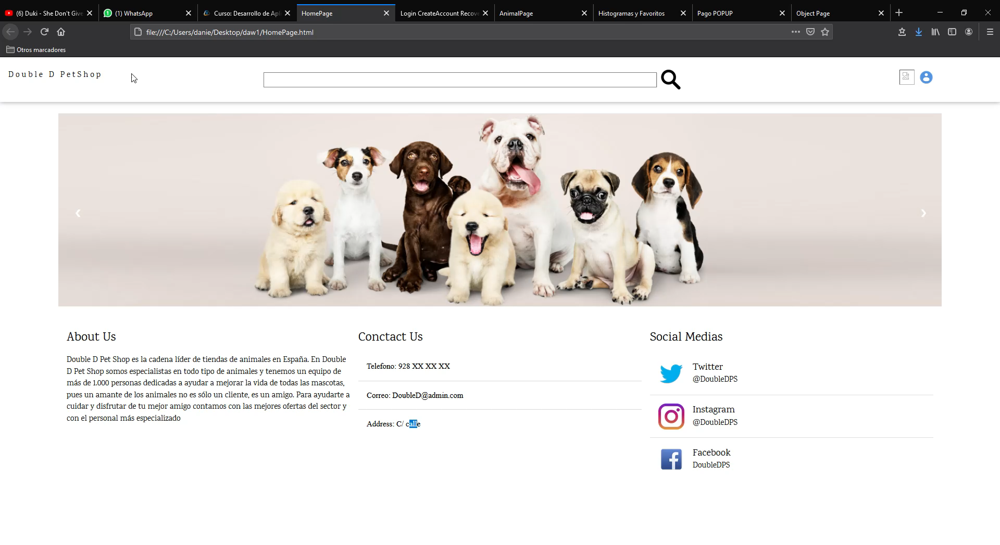 (6) Duki - She Don't Give
(1) WhatsApp
Curso: Desarrollo de Apli
HomePage
Login CreateAccount Recove
AnimalPage
Histogramas y Favoritos
Pago POPUP
Object Page
file:///C:/Users/danie/Desktop/daw1/HomePage.html
Otros marcadores
Double D PetShop
About Us
Double D Pet Shop es la cadena líder de tiendas de animales en España. En Double
D Pet Shop somos especialistas en todo tipo de animales y tenemos un equipo de
más de 1.000 personas dedicadas a ayudar a mejorar la vida de todas las mascotas,
pues un amante de los animales no es sólo un cliente, es un amigo. Para ayudarte a
cuidar y disfrutar de tu mejor amigo contamos con las mejores ofertas del sector y
con el personal más especializado
Conctact Us
Telefono: 928 XX XX XX
Correo: DoubleD@admin.com
Address: C/ calle
Social Medias
Twitter
@DoubleDPS
Instagram
@DoubleDPS
Facebook
DoubleDPS